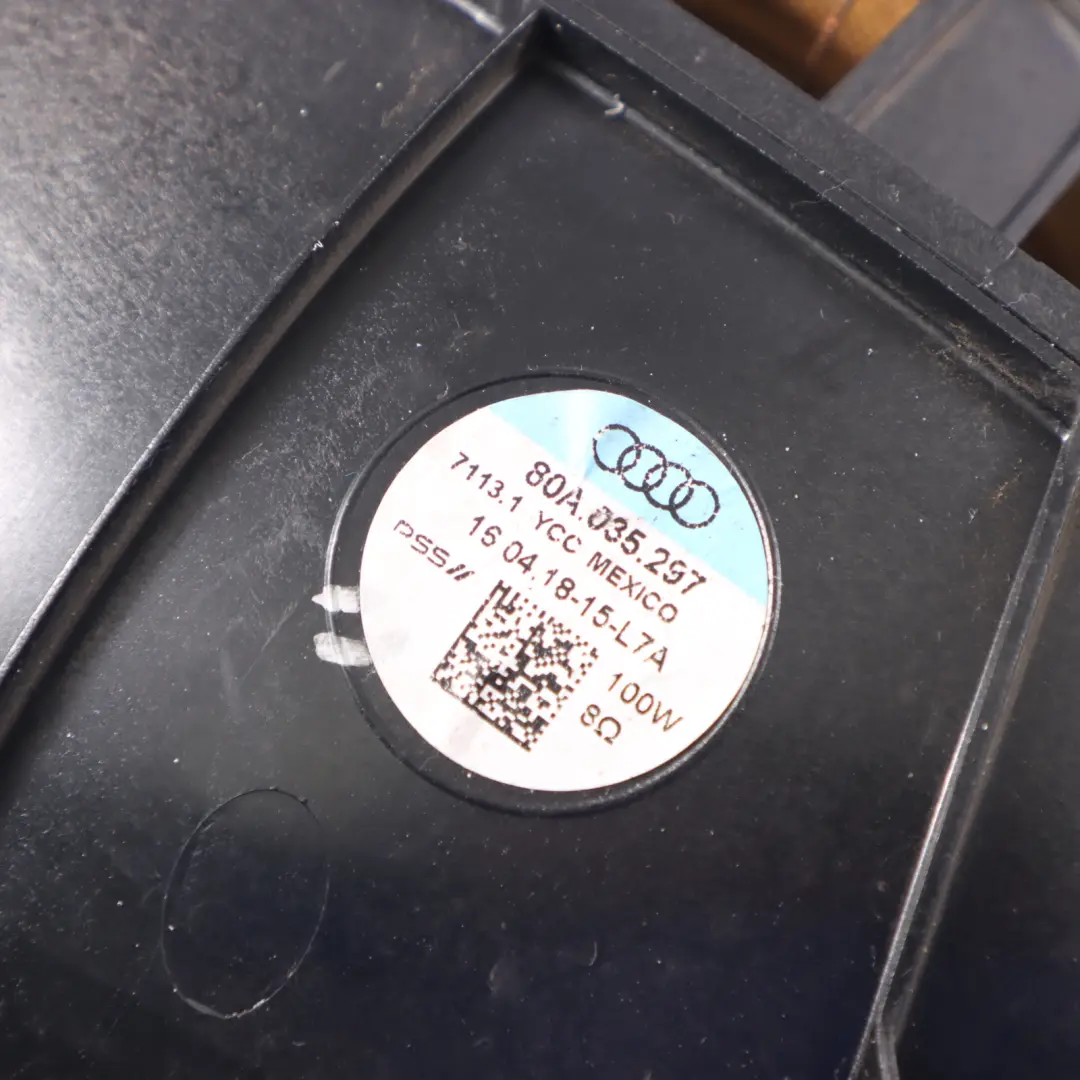 80A.035.297
7113.1 YCC MEXICO
16 04.18-15-L7A
PSS//
100W
8Ω